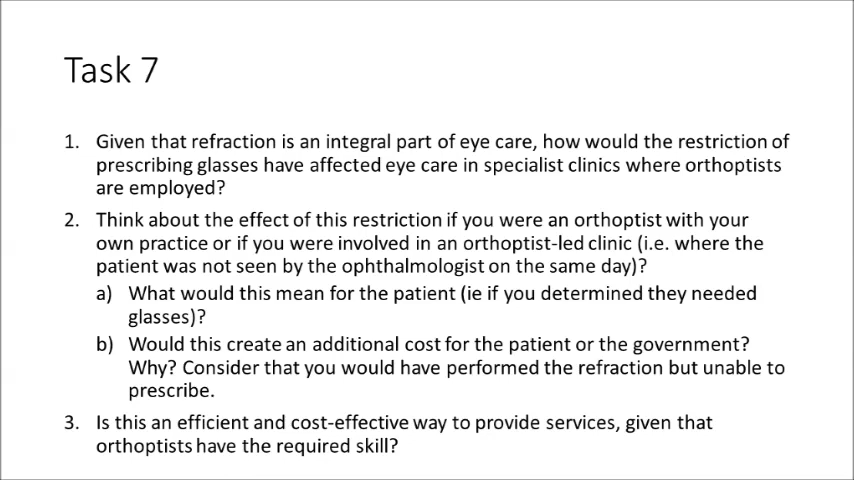 Task 7
1. Given that refraction is an integral part of eye care, how would the restriction of
prescribing glasses have affected eye care in specialist clinics where orthoptists
are employed?
2. Think about the effect of this restriction if you were an orthoptist with your
own practice or if you were involved in an orthoptist-led clinic (i.e. where the
patient was not seen by the ophthalmologist on the same day)?
a) What would this mean for the patient (ie if you determined they needed
glasses)?
b) Would this create an additional cost for the patient or the government?
Why? Consider that you would have performed the refraction but unable to
prescribe.
3. Is this an efficient and cost-effective way to provide services, given that
orthoptists have the required skill?